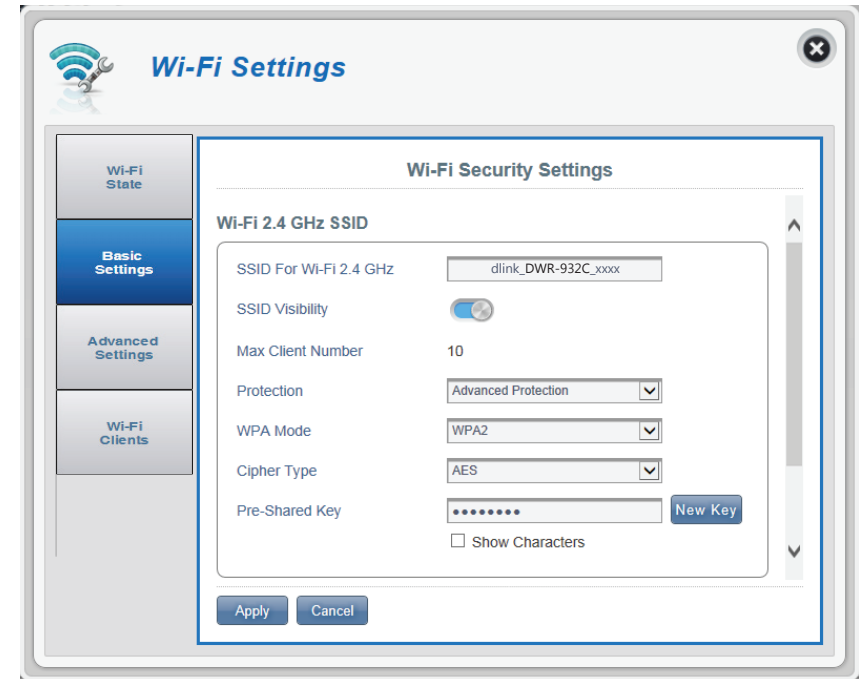 Wi-Fi Settings
Wi-Fi
State
Basic
Settings
Advanced
Settings
Wi-Fi
Clients
Wi-Fi Security Settings
Wi-Fi 2.4 GHz SSID
SSID For Wi-Fi 2.4 GHz dlink_DWR-932C_xxxx
SSID Visibility
Max Client Number 10
Protection Advanced Protection
WPA Mode WPA2
Cipher Type AES
Pre-Shared Key •••••••• New Key
Show Characters
Apply Cancel